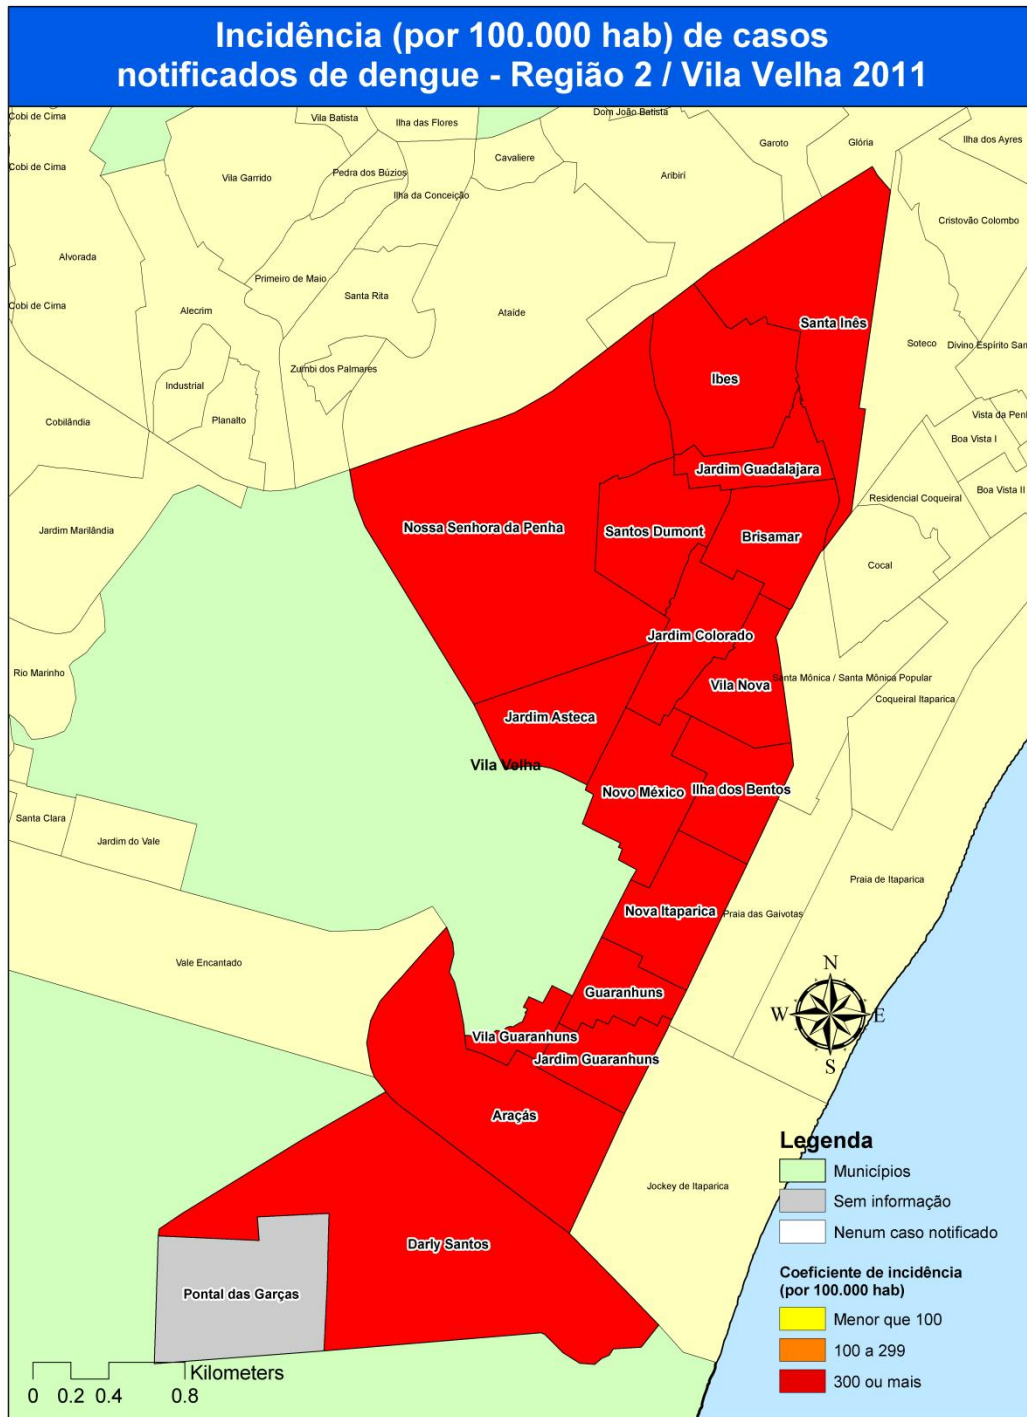 Incidência (por 100.000 hab) de casos
notificados de dengue - Região 2 / Vila Velha 2011
Cobi de Cima
Vila Batista
Ilha das Flores
Dom João Batista
Garoto
Glória
Ilha dos Ayres
Cobi de Cima
Vila Garrido
Pedra dos Búzios
Cavaliere
Aribiri
Ilha da Conceição
Cristovão Colombo
Alvorada
Primeiro de Maio
Santa Rita
Cobi de Cima
Alecrim
Ataíde
Santa Inês
Soteco
Divino Espírito San
Zumbi dos Palmares
Ibes
Industrial
Cobilândia
Planalto
Vista da Penh
Boa Vista I
Jardim Guadalajara
Boa Vista II
Residencial Coqueiral
Jardim Marilândia
Nossa Senhora da Penha
Santos Dumont
Brisamar
Cocal
Jardim Colorado
Rio Marinho
Vila Nova
Santa Mônica / Santa Mônica Popular
Coqueiral Itaparica
Jardim Asteca
Vila Velha
Novo México
Ilha dos Bentos
Santa Clara
Jardim do Vale
Praia de Itaparica
Nova Itaparica
Praia das Gaivotas
Vale Encantado
N
Guaranhuns
W
E
Vila Guaranhuns
Jardim Guaranhuns
S
Araçás
Legenda
Municípios
Jockey de Itaparica
Sem informação
Nenum caso notificado
Darly Santos
Coeficiente de incidência
(por 100.000 hab)
Pontal das Garças
Menor que 100
100 a 299
300 ou mais
Kilometers
0 0.2 0.4 0.8